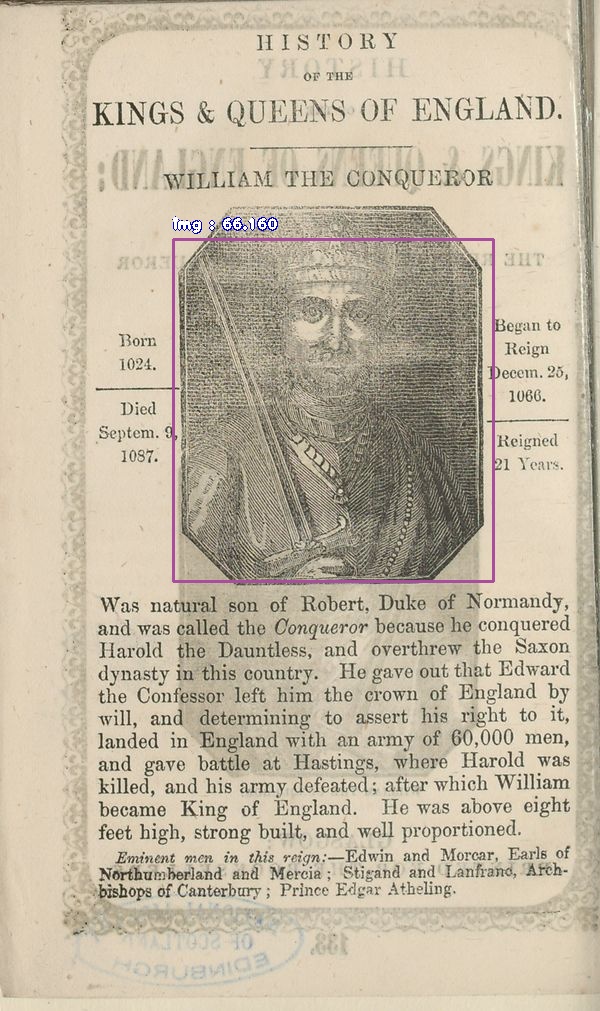 HISTORY
OF THE
KINGS & QUEENS OF ENGLAND.
WILLIAM THE CONQUEROR
img : 66.160
Born
1024.
Died
Septem. 9,
1087.
Began to
Reign
Decem. 25,
1066.
Reigned
21 Years.
Was natural son of Robert, Duke of Normandy,
and was called the Conqueror because he conquered
Harold the Dauntless, and overthrew the Saxon
dynasty in this country. He gave out that Edward
the Confessor left him the crown of England by
will, and determining to assert his right to it,
landed in England with an army of 60,000 men,
and gave battle at Hastings, where Harold was
killed, and his army defeated; after which William
became King of England. He was above eight
feet high, strong built, and well proportioned.
Eminent men in this reign:—Edwin and Morcar, Earls of
Northumberland and Mercia; Stigand and Lanfranc, Arch-
bishops of Canterbury; Prince Edgar Atheling.
OF SCOTLAND
EDINBURGH
138.